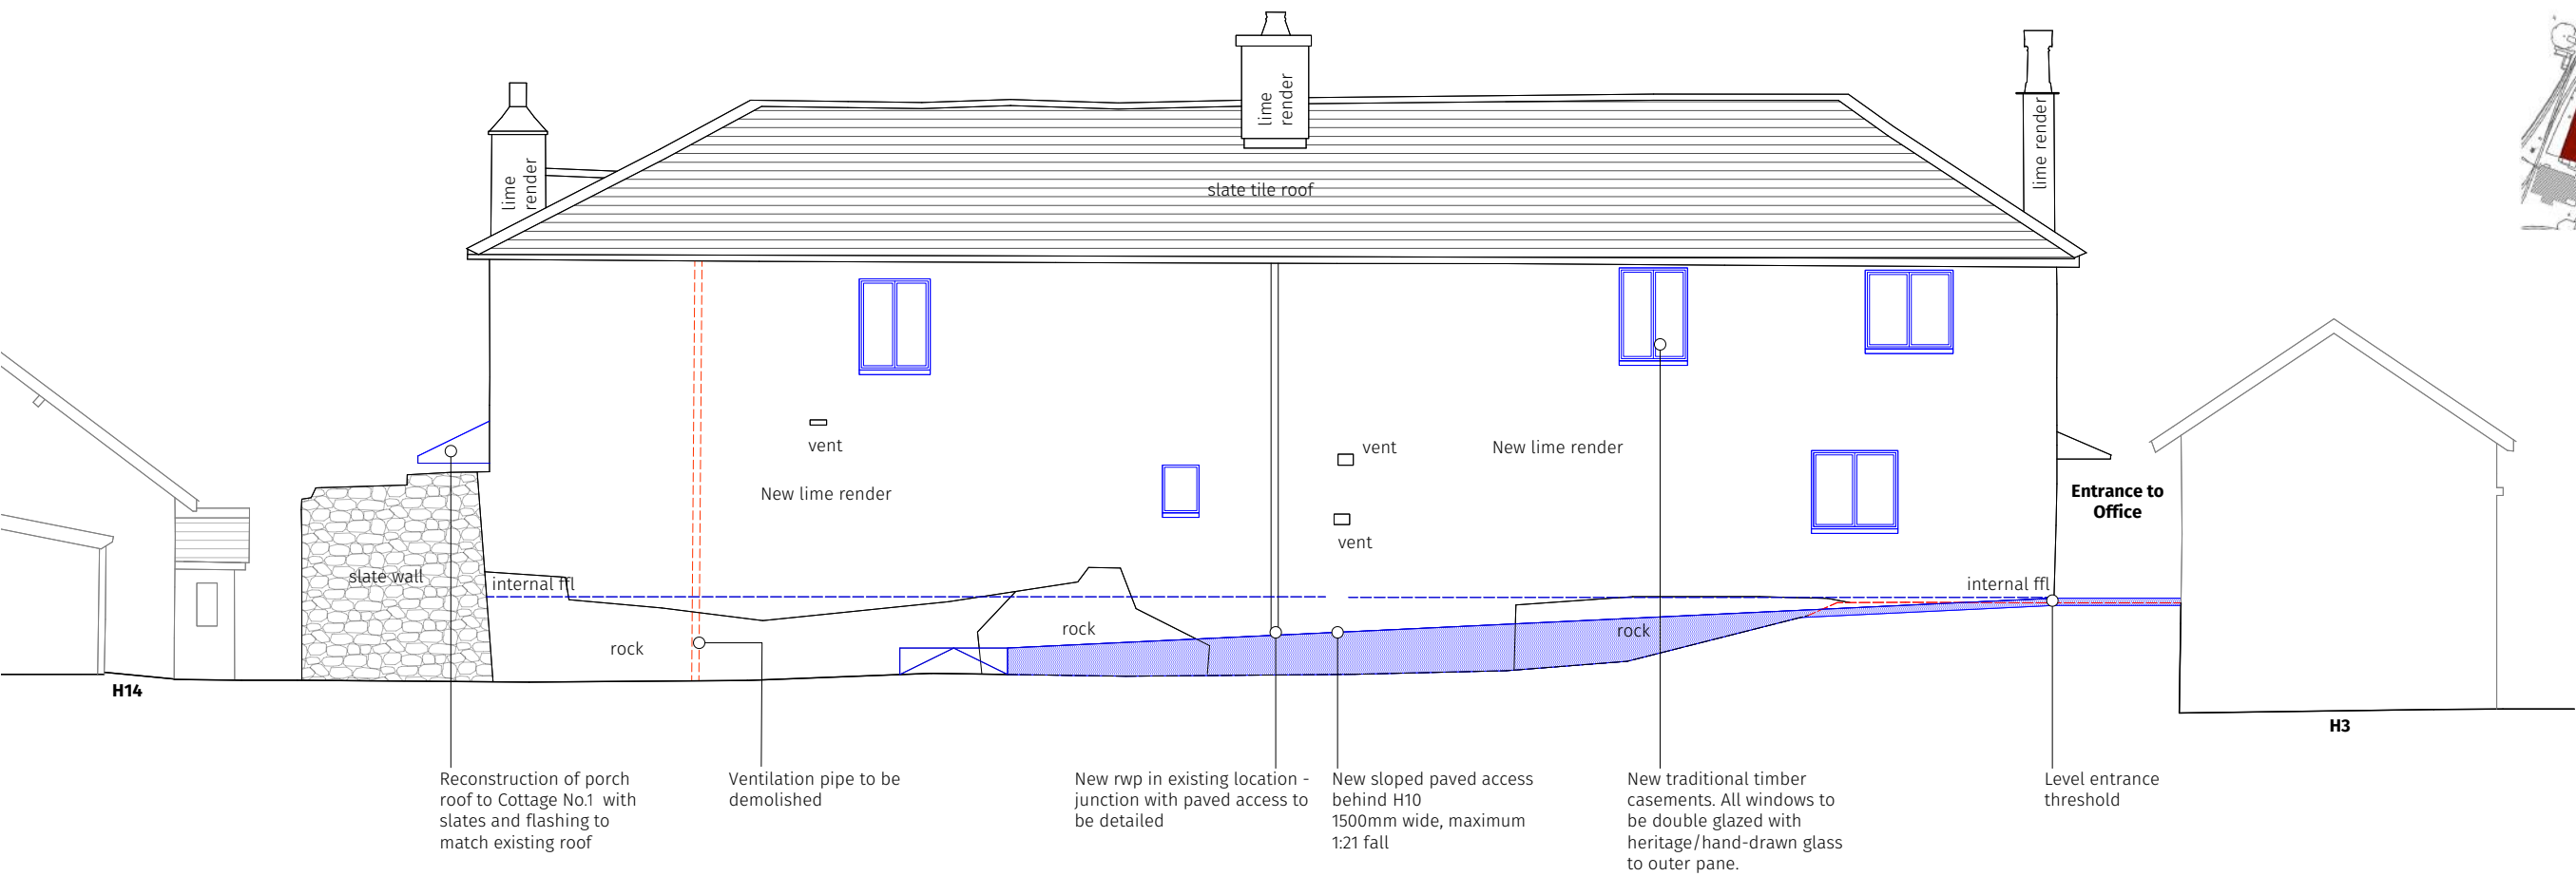 lime
render
lime
render
lime render
slate tile roof
vent
New lime render
vent
vent
New lime render
Entrance to
Office
slate wall
internal ffl
internal ffl
rock
rock
rock
H14
H3
Reconstruction of porch
roof to Cottage No.1 with
slates and flashing to
match existing roof
Ventilation pipe to be
demolished
New rwp in existing location -
junction with paved access to
be detailed
New sloped paved access
behind H10
1500mm wide, maximum
1:21 fall
New traditional timber
casements. All windows to
be double glazed with
heritage/hand-drawn glass
to outer pane.
Level entrance
threshold